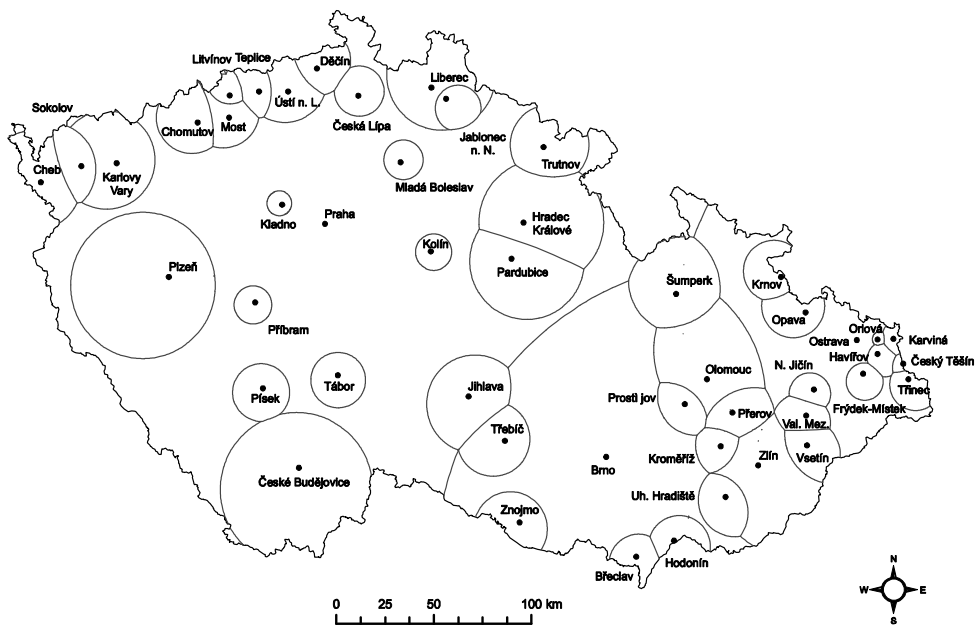 Děčín
Litvínov Teplice
Liberec
Ústí n. L.
Sokolov
Česká Lípa
Chomutov
Most
Jablonec
n. N.
Trutnov
Cheb
Karlovy
Vary
Mladá Boleslav
Praha
Kladno
Hradec
Králové
Kolín
Plzeň
Pardubice
Šumperk
Krnov
Příbram
Opava
Orlová
Ostrava
Karviná
Havířov
Český Těšín
N. Jičín
Olomouc
Třinec
Tábor
Jihlava
Písek
Prostějov
Frýdek-Místek
Přerov
Val. Mez.
Třebíč
Kroměříž
Zlín
Vsetín
Brno
České Budějovice
Uh. Hradiště
Znojmo
Hodonín
Břeclav
N
W E
S
0 25 50 100 km